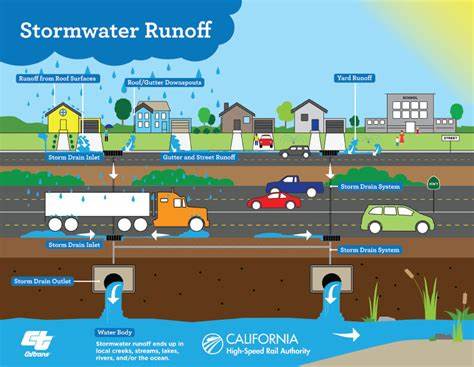 Stormwater Runoff
Runoff from Roof Surfaces
Roof/Gutter Downspouts
Yard Runoff
SCHOOL
STREET
Storm Drain Inlet
Gutter and Street Runoff
Storm Drain System
HWY
Storm Drain Inlet
Storm Drain System
Storm Drain Outlet
Water Body
Stormwater runoff ends up in
local creeks, streams, lakes,
rivers, and/or the ocean.
Caltrans
CALIFORNIA
High-Speed Rail Authority